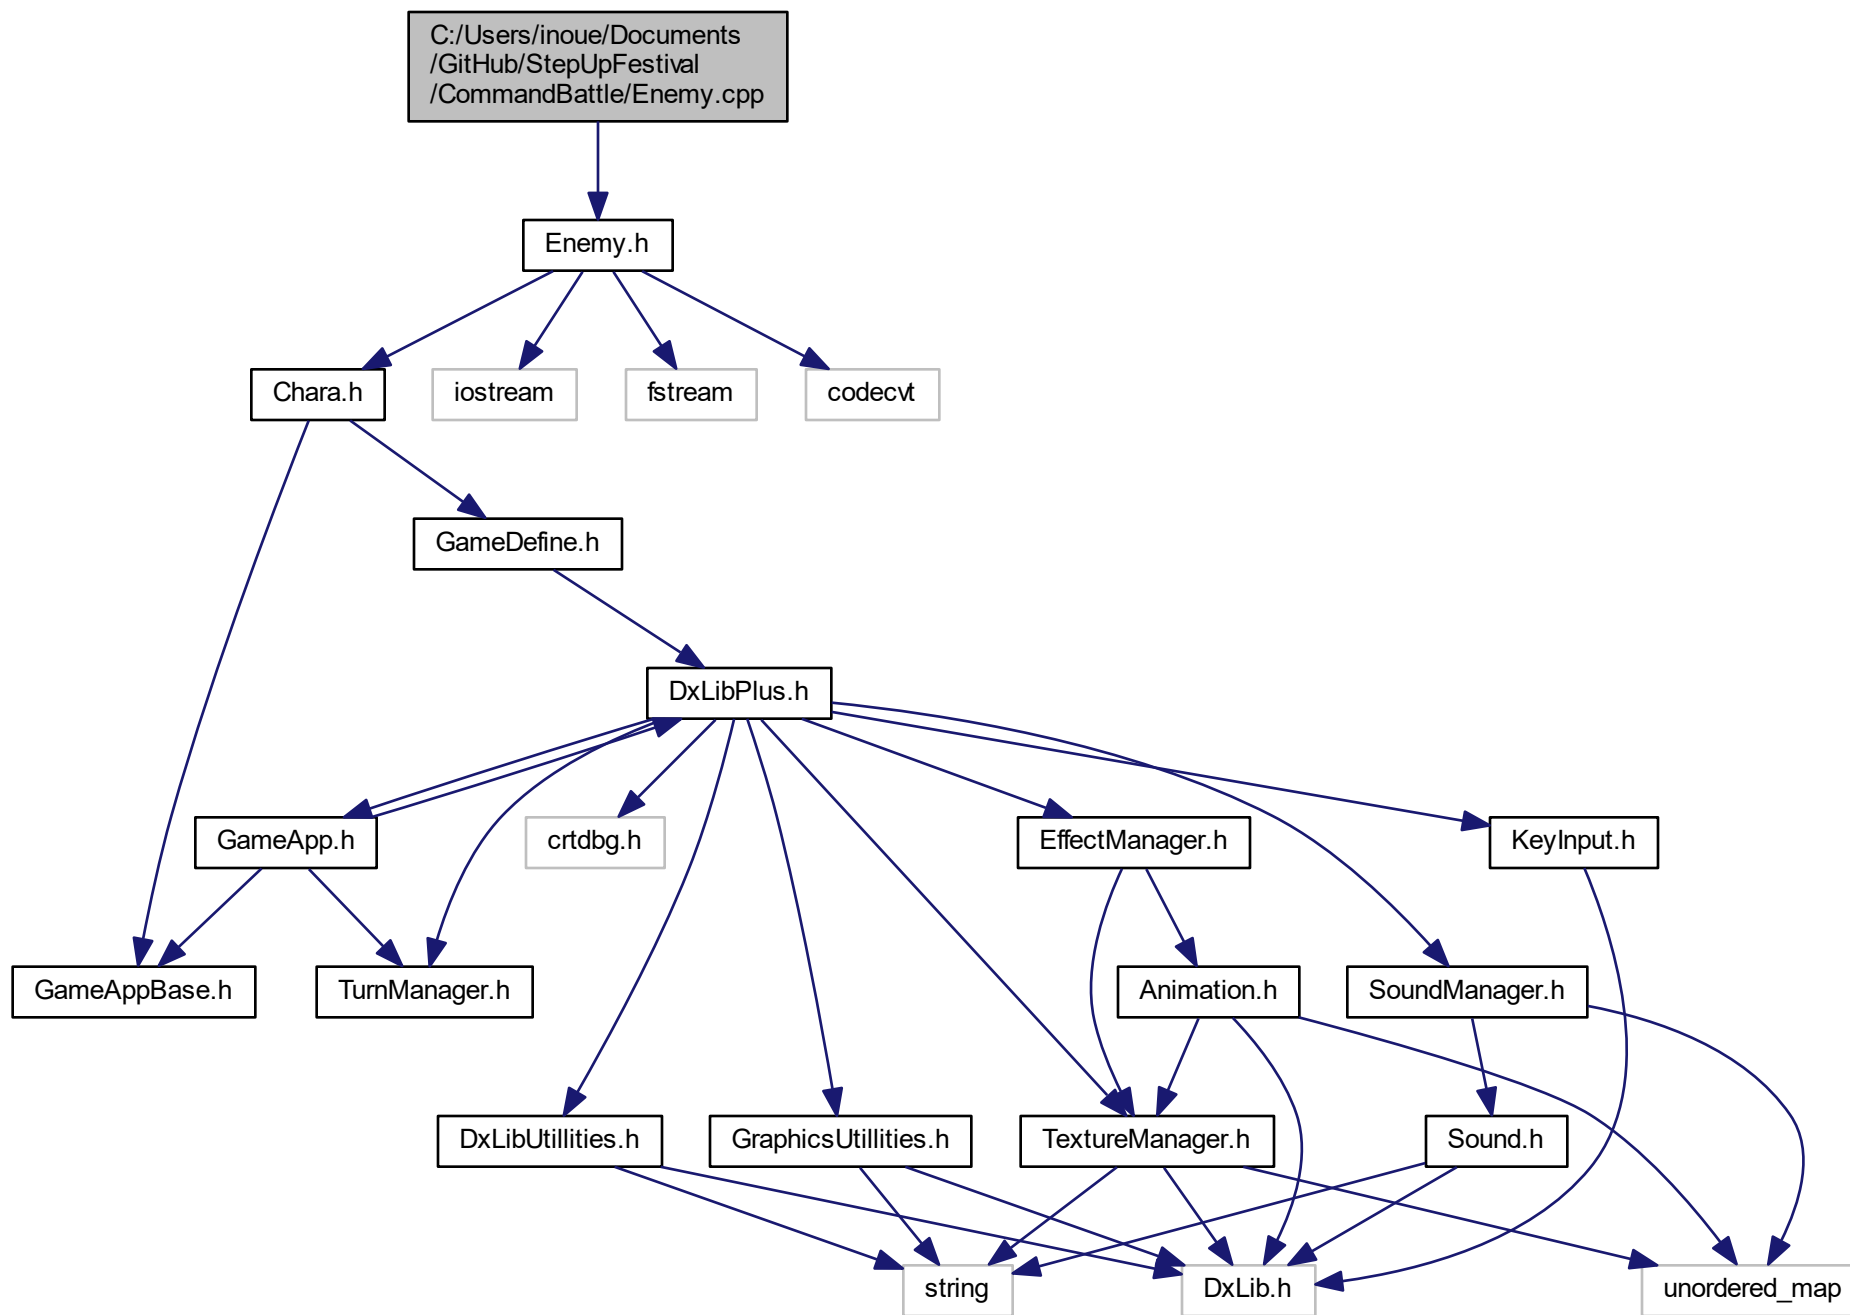 C:/Users/inoue/Documents
/GitHub/StepUpFestival
/CommandBattle/Enemy.cpp
Enemy.h
Chara.h
iostream
fstream
codecvt
GameDefine.h
DxLibPlus.h
GameApp.h
crtdbg.h
EffectManager.h
KeyInput.h
GameAppBase.h
TurnManager.h
Animation.h
SoundManager.h
DxLibUtillities.h
GraphicsUtillities.h
TextureManager.h
Sound.h
string
DxLib.h
unordered_map